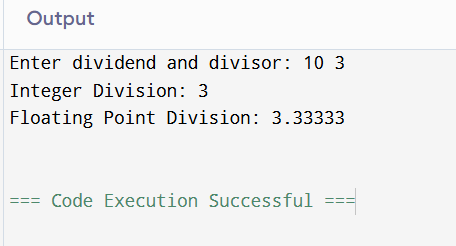 Output
Enter dividend and divisor: 10 3
Integer Division: 3
Floating Point Division: 3.33333
=== Code Execution Successful ===